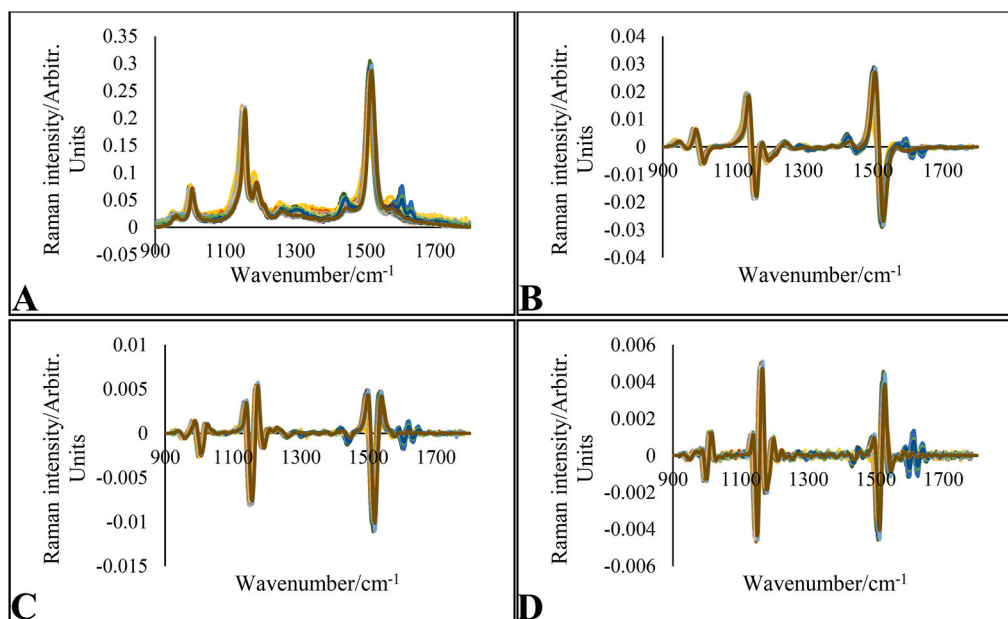 Raman intensity/Arbitr.
Units
0.35
0.3
0.25
0.2
0.15
0.1
0.05
0
-0.05
900 1100 1300 1500 1700
Wavenumber/cm-1
A
Raman intensity/Arbitr.
Units
0.04
0.03
0.02
0.01
0
-0.01
-0.02
-0.03
-0.04
900 1100 1300 1500 1700
Wavenumber/cm-1
B
Raman intensity/Arbitr.
Units
0.01
0.005
0
-0.005
-0.01
-0.015
900 1100 1300 1500 1700
Wavenumber/cm-1
C
Raman intensity/Arbitr.
Units
0.006
0.004
0.002
0
-0.002
-0.004
-0.006
900 1100 1300 1500 1700
Wavenumber/cm-1
D